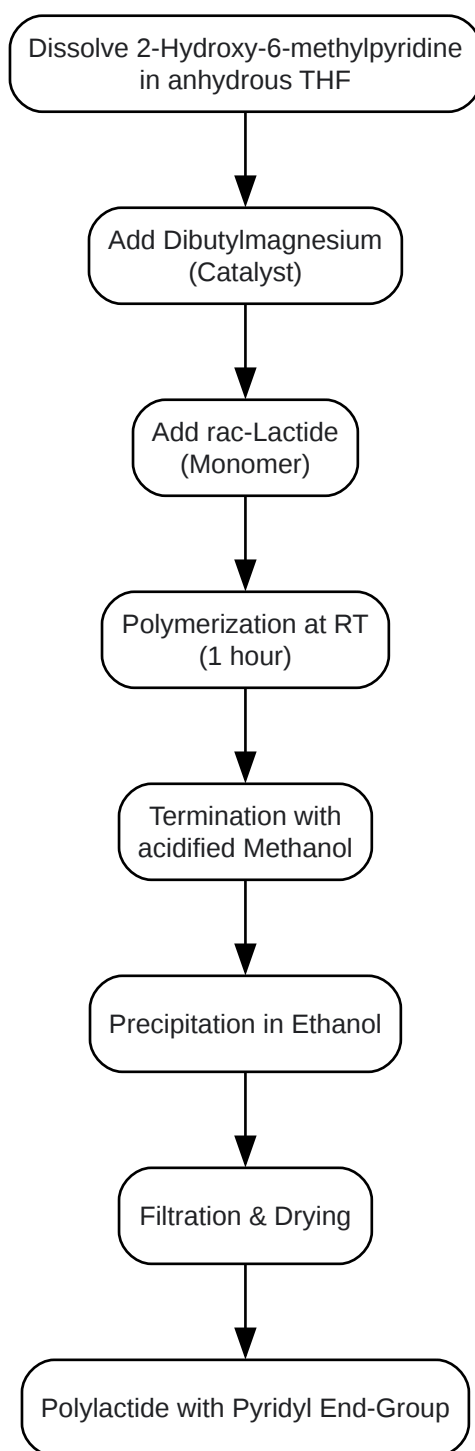 Dissolve 2-Hydroxy-6-methylpyridine
in anhydrous THF
Add Dibutylmagnesium
(Catalyst)
Add rac-Lactide
(Monomer)
Polymerization at RT
(1 hour)
Termination with
acidified Methanol
Precipitation in Ethanol
Filtration & Drying
Polylactide with Pyridyl End-Group